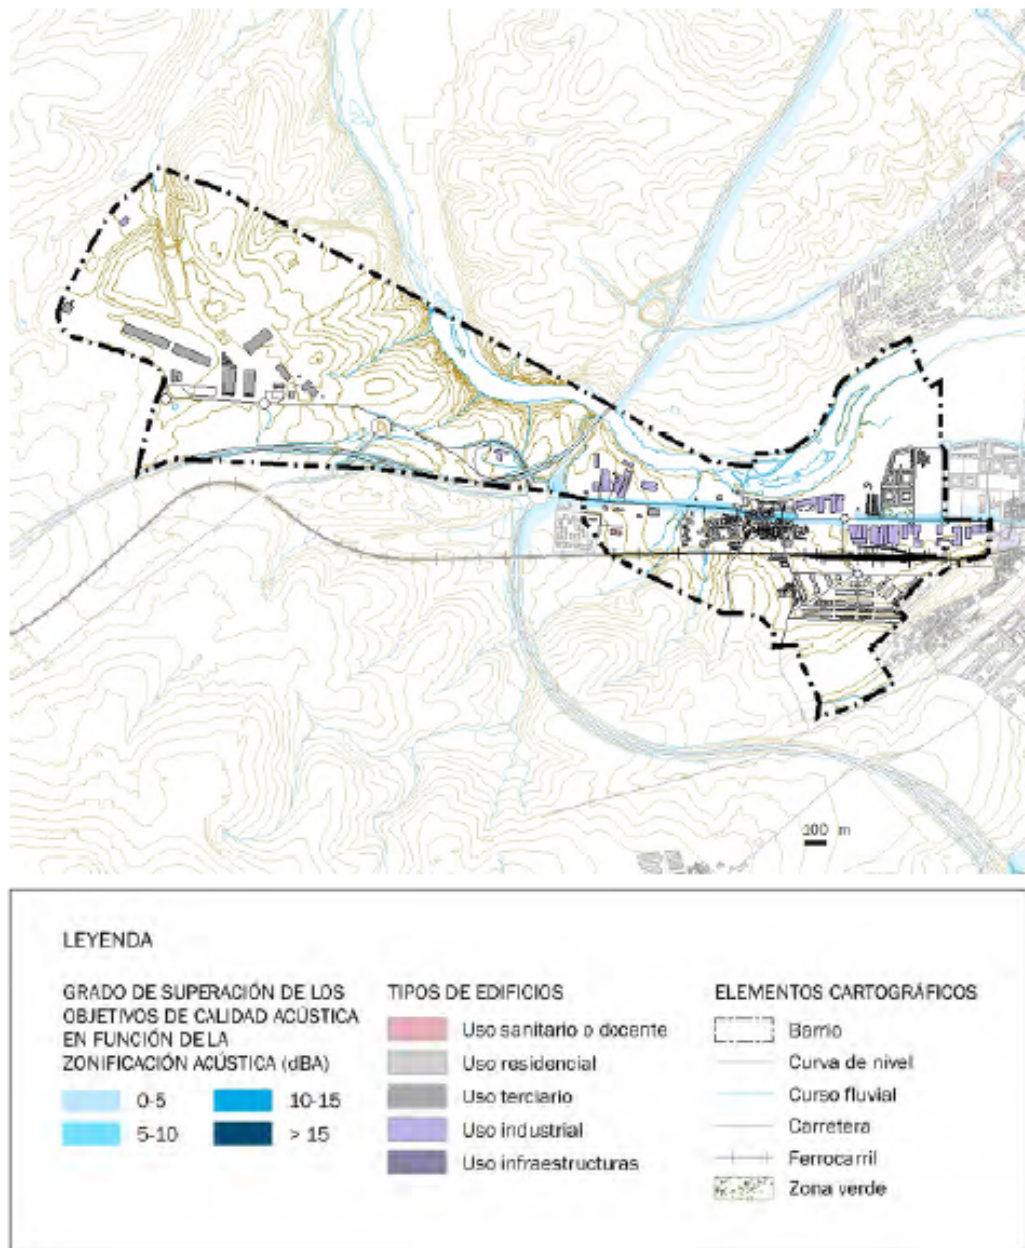 100 m
LEYENDA
GRADO DE SUPERACIÓN DE LOS
OBJETIVOS DE CALIDAD ACÚSTICA
EN FUNCIÓN DE LA
ZONIFICACIÓN ACÚSTICA (dBA)
0-5
10-15
5-10
> 15
TIPOS DE EDIFICIOS
Uso sanitario o docente
Uso residencial
Uso terciario
Uso industrial
Uso infraestructuras
ELEMENTOS CARTOGRÁFICOS
Barrio
Curva de nivel
Curso fluvial
Carretera
Ferrocarril
Zona verde